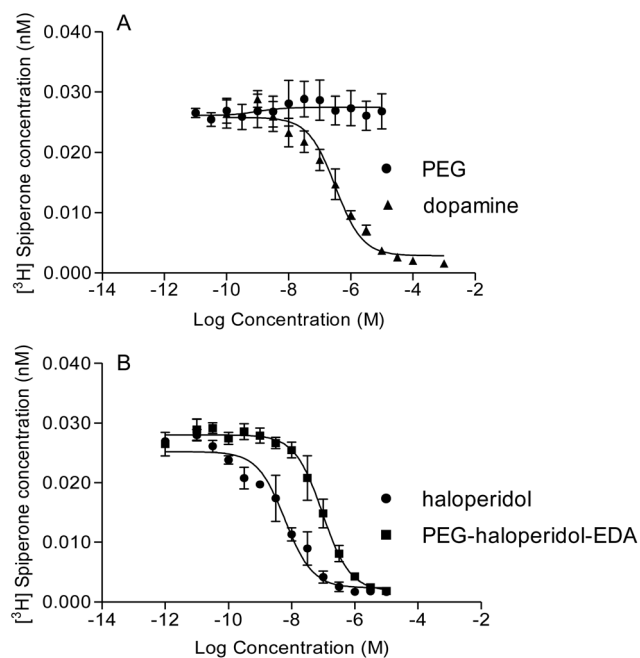 A
[³H] Spiperone concentration (nM)
0.040
0.030
0.020
0.010
0.000
PEG
dopamine
-14 -12 -10 -8 -6 -4 -2
Log Concentration (M)
B
[³H] Spiperone concentration (nM)
0.040
0.030
0.020
0.010
0.000
haloperidol
PEG-haloperidol-EDA
-14 -12 -10 -8 -6 -4 -2
Log Concentration (M)